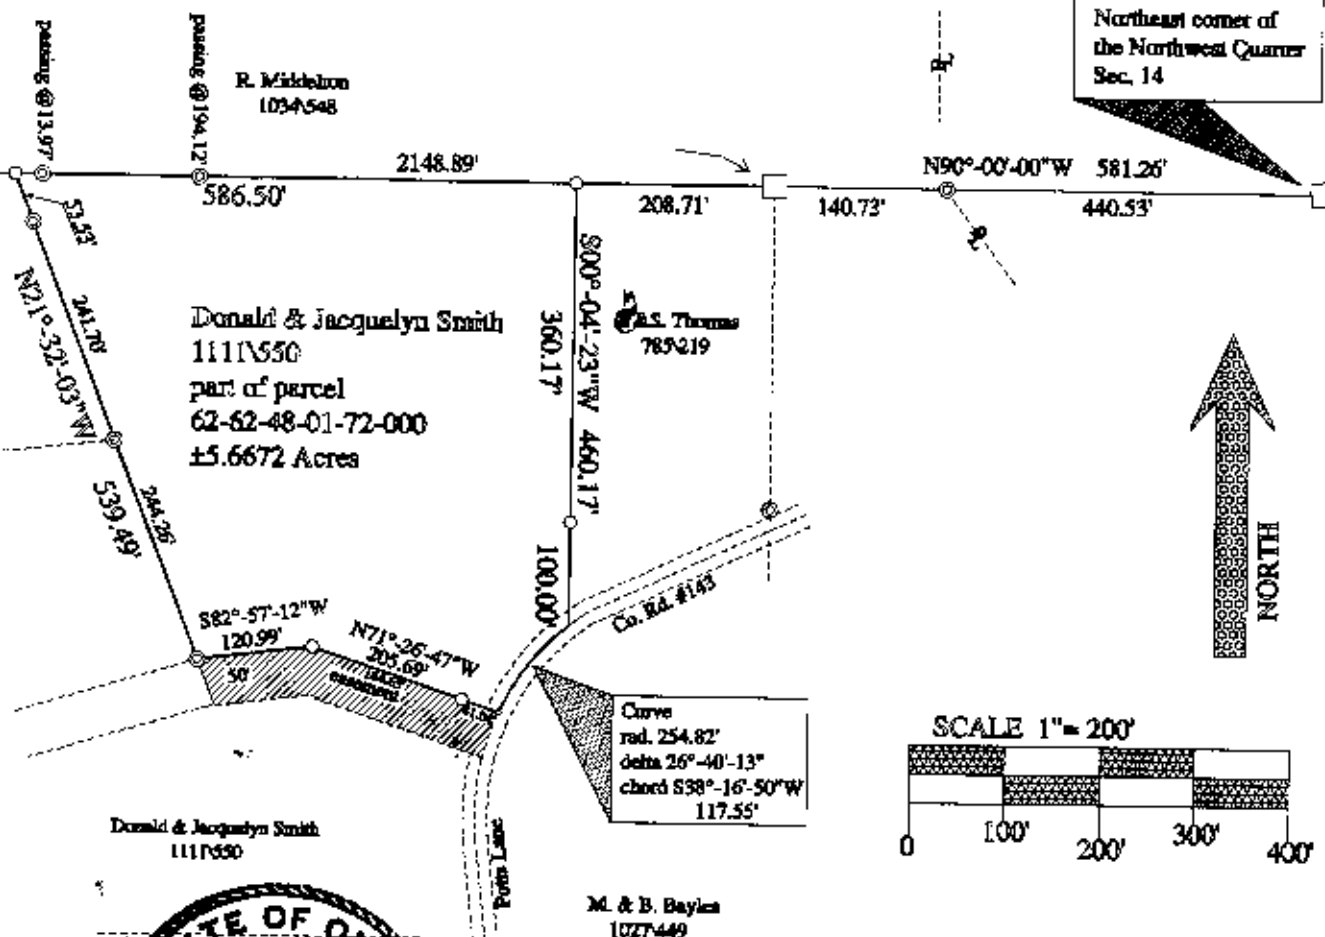 passing @13.97'
passing @194.12'
R. Middleton
1034\548
Northeast corner of
the Northwest Quarter
Sec. 14
2148.89'
N90°-00'-00"W 581.26'
586.50'
208.71'
140.73'
440.53'
53.53'
N21°-32'-03"W
241.70'
Donald & Jacquelyn Smith
1111\550
part of parcel
62-62-48-01-72-000
±5.6672 Acres
S00°-04'-23"W 460.17'
360.17'
S. Thomas
785\219
539.49'
244.26'
100.00'
Co. Rd. #143
NORTH
S82°-57'-12"W
120.99'
N71°-26'-47"W
205.69'
50'
easement
Curve
rad. 254.82'
delta 26°-40'-13"
chord S38°-16'-50"W
117.55'
SCALE 1"= 200'
0 100' 200' 300' 400'
Donald & Jacquelyn Smith
1111\550
Potts Lane
M. & B. Bayles
1027\449
TE OF O